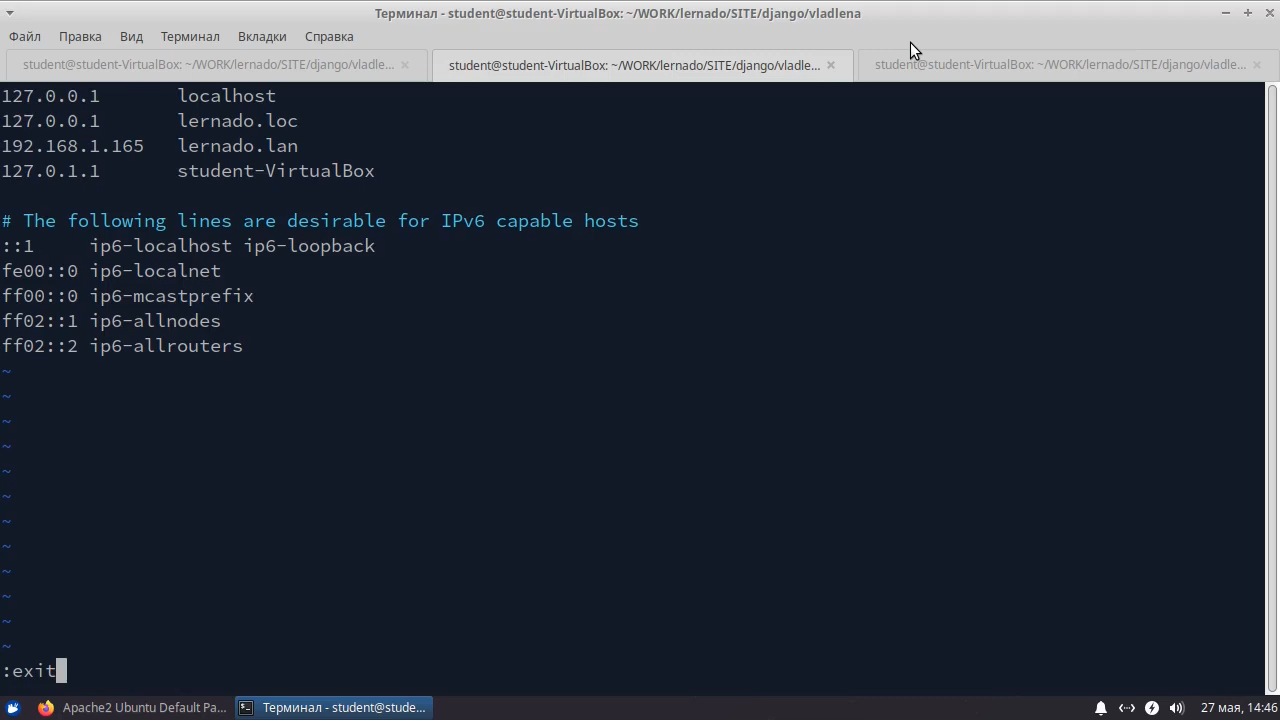 Терминал - student@student-VirtualBox: ~/WORK/lernado/SITE/django/vladlena
Файл Правка Вид Терминал Вкладки Справка
student@student-VirtualBox: ~/WORK/lernado/SITE/django/vladle... student@student-VirtualBox: ~/WORK/lernado/SITE/django/vladle... student@student-VirtualBox: ~/WORK/lernado/SITE/django/vladle...
127.0.0.1 localhost
127.0.0.1 lernado.loc
192.168.1.165 lernado.lan
127.0.1.1 student-VirtualBox
# The following lines are desirable for IPv6 capable hosts
::1 ip6-localhost ip6-loopback
fe00::0 ip6-localnet
ff00::0 ip6-mcastprefix
ff02::1 ip6-allnodes
ff02::2 ip6-allrouters
~
~
~
~
~
~
~
~
~
~
~
~
:exit
Apache2 Ubuntu Default Pa... Терминал - student@stude... 27 мая, 14:46